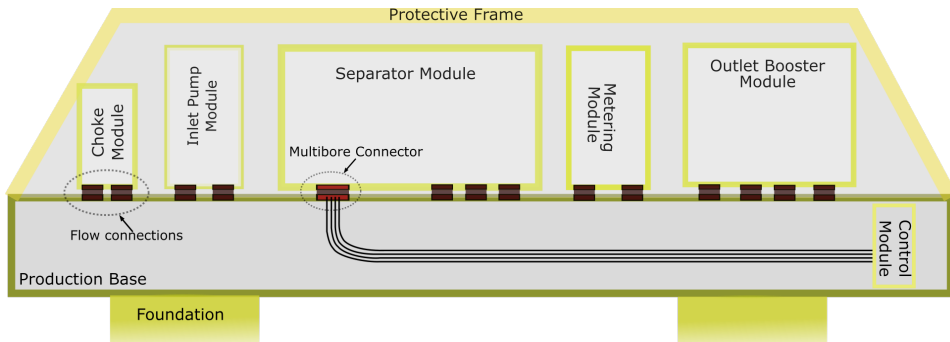 Protective Frame
Choke
Module
Inlet Pump
Module
Separator Module
Multibore Connector
Metering
Module
Outlet Booster
Module
Flow connections
Control
Module
Production Base
Foundation